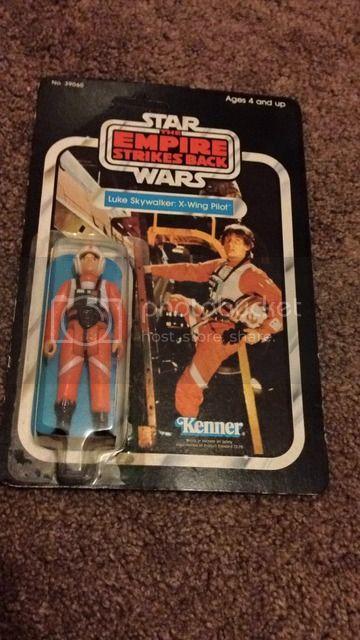 No. 39060
Ages 4 and up
STAR
THE
EMPIRE
STRIKES BACK
WARS
Luke Skywalker: X-Wing Pilot
photobucket
host. store. share.
Kenner